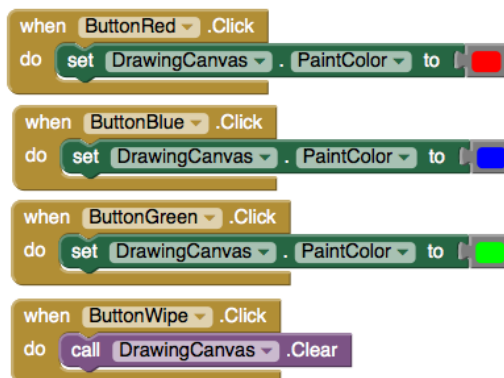 when ButtonRed .Click
do set DrawingCanvas . PaintColor to
when ButtonBlue .Click
do set DrawingCanvas . PaintColor to
when ButtonGreen .Click
do set DrawingCanvas . PaintColor to
when ButtonWipe .Click
do call DrawingCanvas .Clear